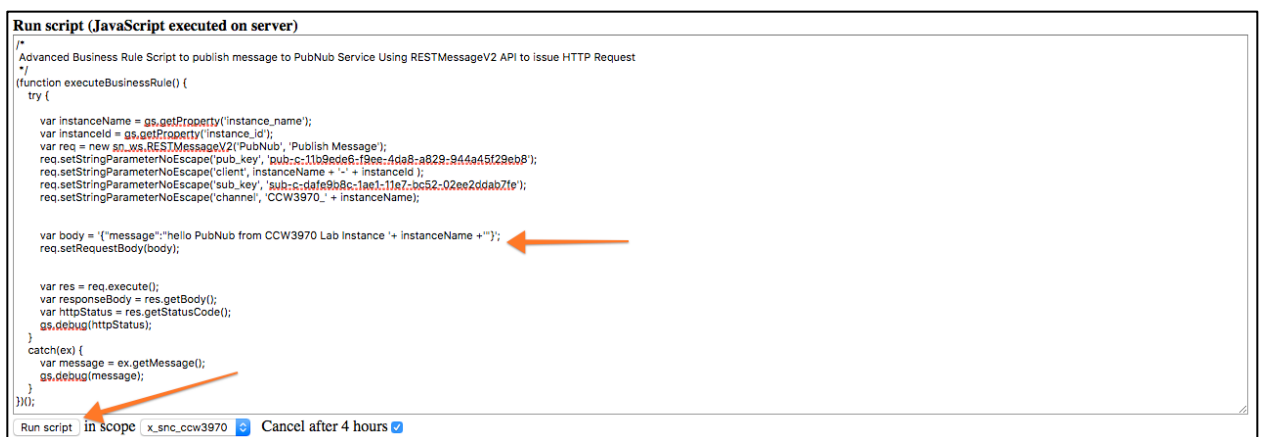 Run script (JavaScript executed on server)
/*
Advanced Business Rule Script to publish message to PubNub Service Using RESTMessageV2 API to issue HTTP Request
*/
(function executeBusinessRule() {
try {
var instanceName = gs.getProperty('instance_name');
var instanceId = gs.getProperty('instance_id');
var req = new sn_ws.RESTMessageV2('PubNub', 'Publish Message');
req.setStringParameterNoEscape('pub_key', 'pub-c-11b9ede6-f9ee-4da8-a829-944a45f29eb8');
req.setStringParameterNoEscape('client', instanceName + '-' + instanceId );
req.setStringParameterNoEscape('sub_key', 'sub-c-dafe9b8c-1ae1-11e7-bc52-02ee2ddab7fe');
req.setStringParameterNoEscape('channel', 'CCW3970_' + instanceName);
var body = '{"message":"hello PubNub from CCW3970 Lab Instance '+ instanceName +'"}';
req.setRequestBody(body);
var res = req.execute();
var responseBody = res.getBody();
var httpStatus = res.getStatusCode();
gs.debug(httpStatus);
}
catch(ex) {
var message = ex.getMessage();
gs.debug(message);
}
})();
Run script in scope x_snc_ccw3970 Cancel after 4 hours